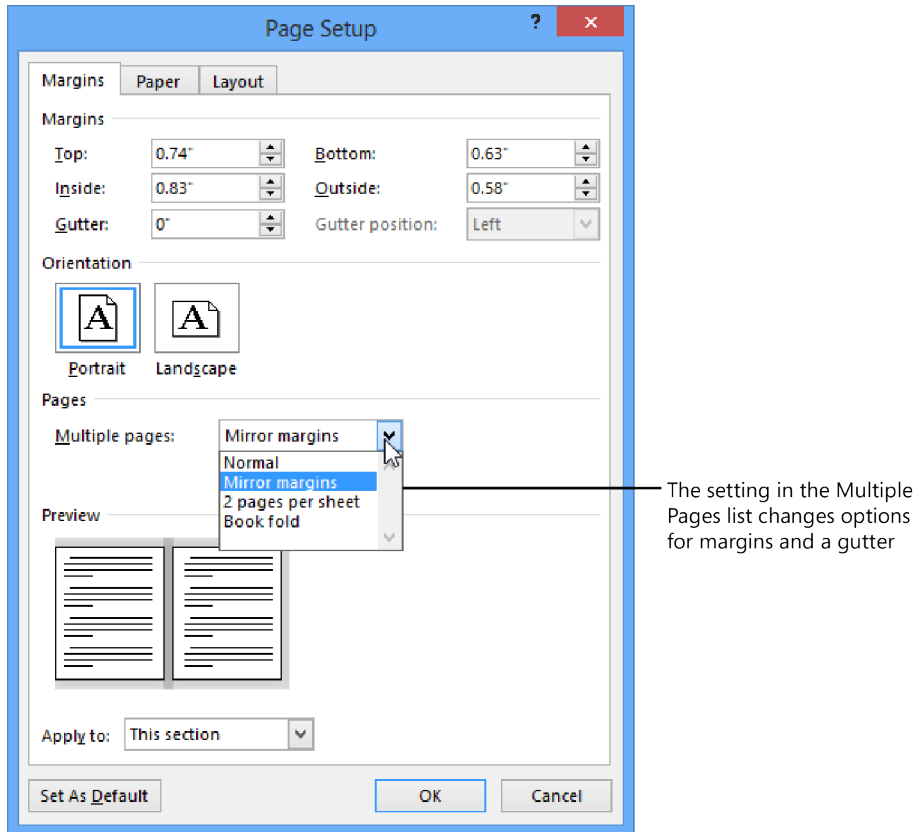 Page Setup ?
Margins Paper Layout
Margins
Top: 0.74" Bottom: 0.63"
Inside: 0.83" Outside: 0.58"
Gutter: 0" Gutter position: Left
Orientation
A A
Portrait Landscape
Pages
Multiple pages: Mirror margins
Normal
Mirror margins
2 pages per sheet
Book fold
The setting in the Multiple
Pages list changes options
for margins and a gutter
Preview
Apply to: This section
Set As Default OK Cancel